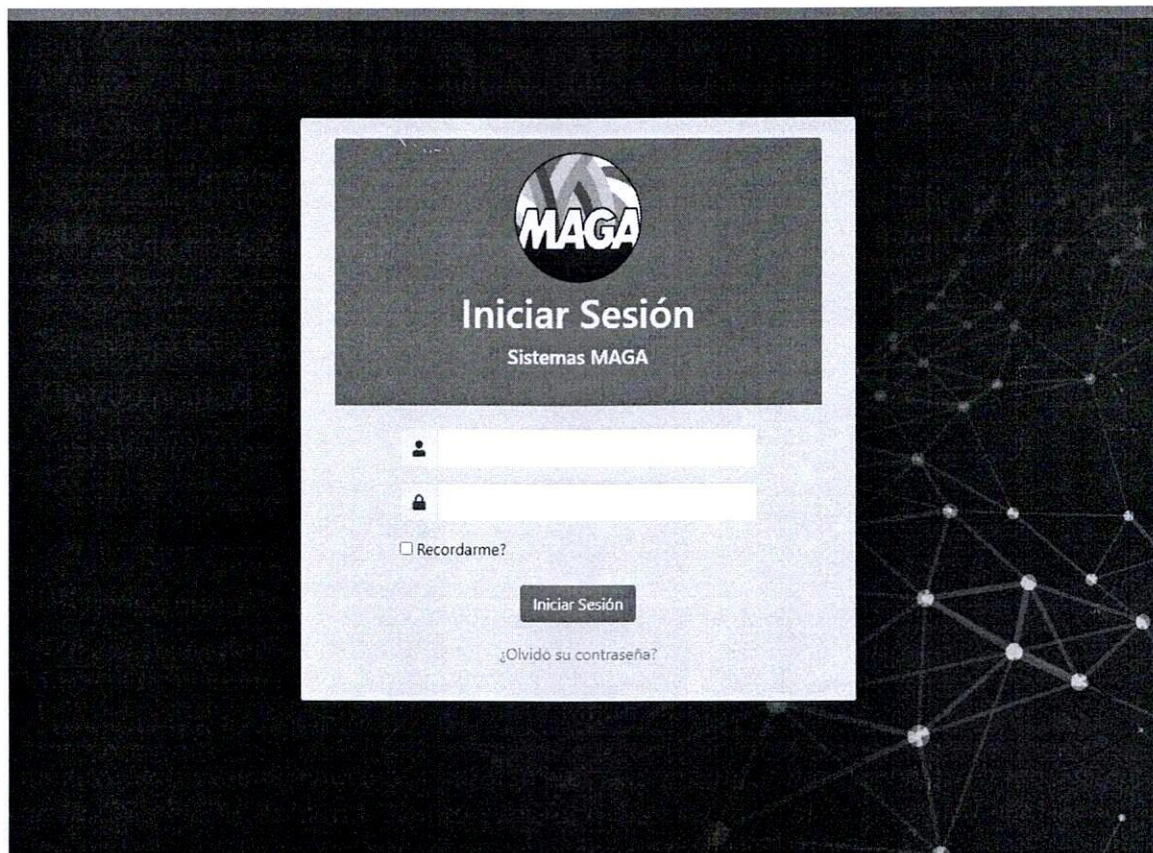 MAGA
Iniciar Sesión
Sistemas MAGA
Recordarme?
Iniciar Sesión
¿Olvido su contraseña?